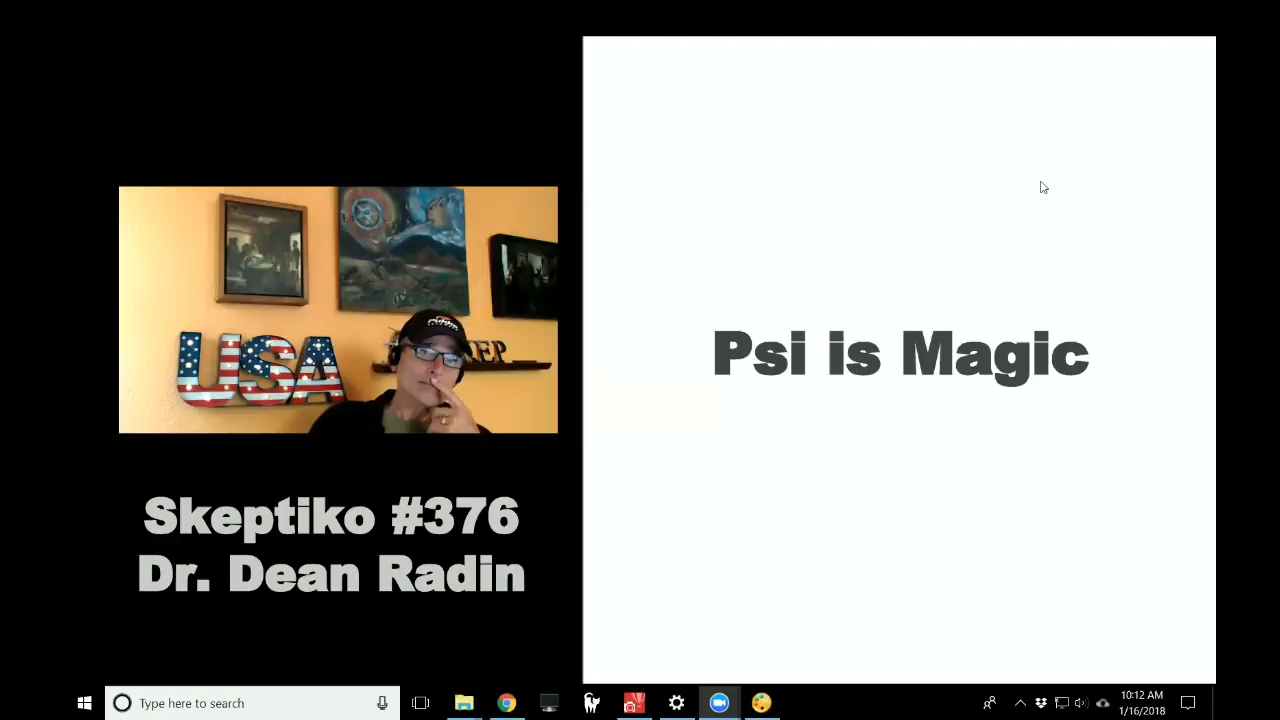 USA
Psi is Magic
Skeptiko #376
Dr. Dean Radin
Type here to search
10:12 AM
1/16/2018